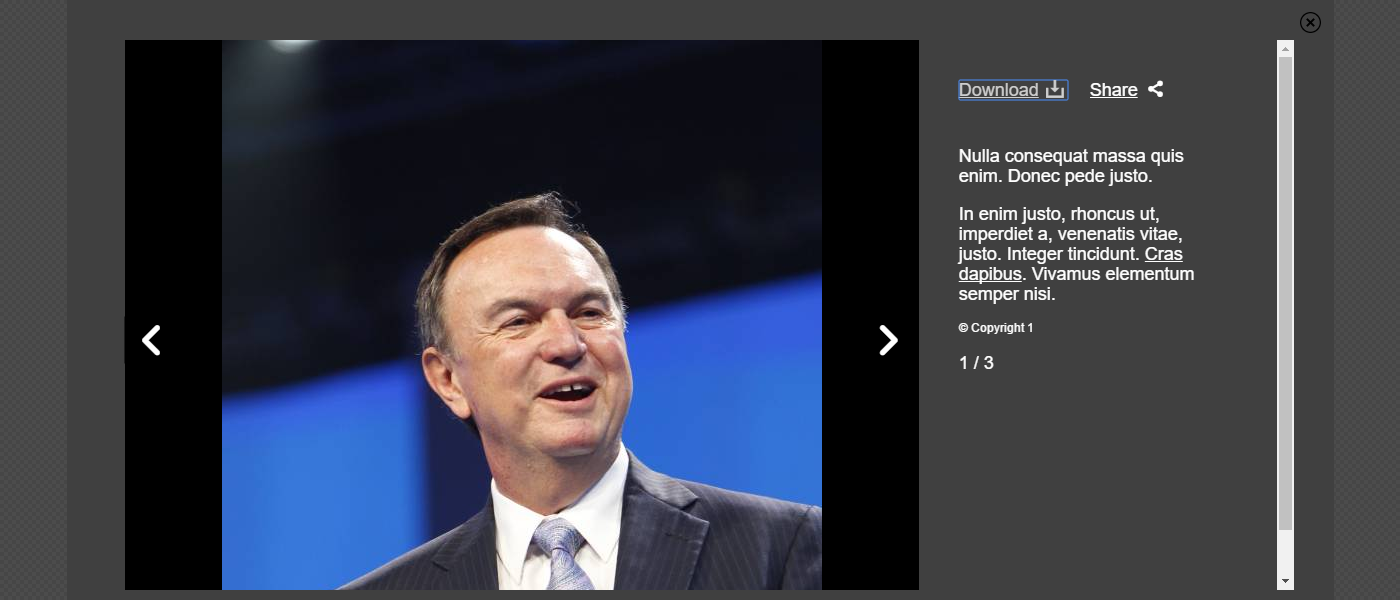 Download
Share
Nulla consequat massa quis
enim. Donec pede justo.
In enim justo, rhoncus ut,
imperdiet a, venenatis vitae,
justo. Integer tincidunt. Cras
dapibus. Vivamus elementum
semper nisi.
© Copyright 1
1 / 3